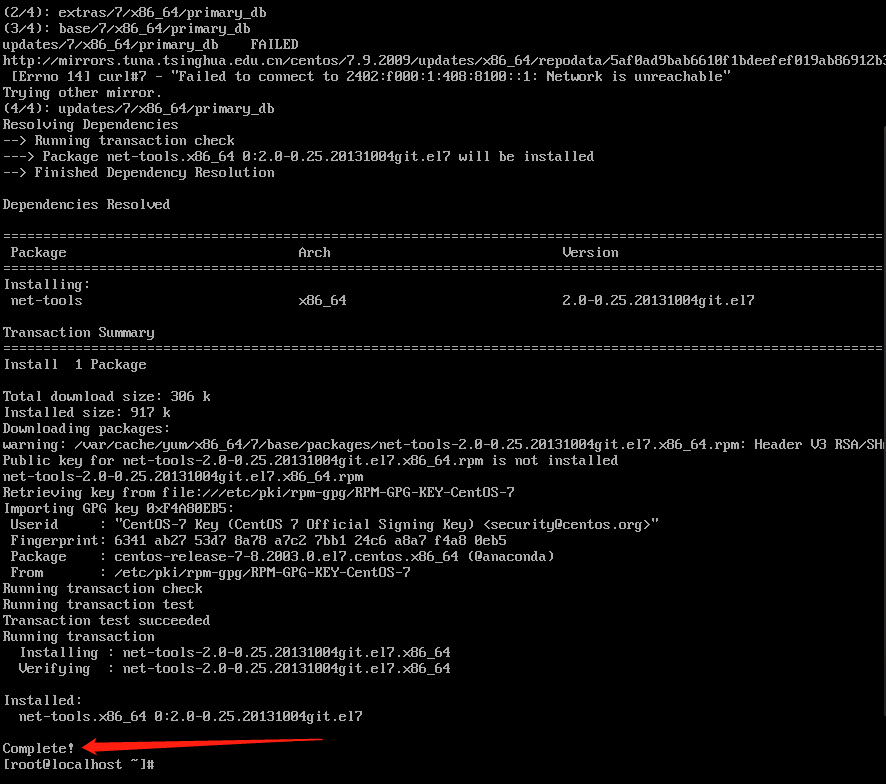 (2/4): extras/7/x86_64/primary_db
(3/4): base/7/x86_64/primary_db
updates/7/x86_64/primary_db    FAILED
http://mirrors.tuna.tsinghua.edu.cn/centos/7.9.2009/updates/x86_64/repodata/5af0ad9bab6610f1bdeefef019ab86912b3
 [Errno 14] curl#7 - "Failed to connect to 2402:f000:1:408:8100::1: Network is unreachable"
Trying other mirror.
(4/4): updates/7/x86_64/primary_db
Resolving Dependencies
--> Running transaction check
---> Package net-tools.x86_64 0:2.0-0.25.20131004git.el7 will be installed
--> Finished Dependency Resolution
Dependencies Resolved
================================================================================
 Package                             Arch                             Version
================================================================================
Installing:
 net-tools                           x86_64                           2.0-0.25.20131004git.el7
Transaction Summary
================================================================================
Install  1 Package
Total download size: 306 k
Installed size: 917 k
Downloading packages:
warning: /var/cache/yum/x86_64/7/base/packages/net-tools-2.0-0.25.20131004git.el7.x86_64.rpm: Header V3 RSA/SH
Public key for net-tools-2.0-0.25.20131004git.el7.x86_64.rpm is not installed
net-tools-2.0-0.25.20131004git.el7.x86_64.rpm
Retrieving key from file:///etc/pki/rpm-gpg/RPM-GPG-KEY-CentOS-7
Importing GPG key 0xF4A80EB5:
 Userid     : "CentOS-7 Key (CentOS 7 Official Signing Key) <security@centos.org>"
 Fingerprint: 6341 ab27 53d7 8a78 a7c2 7bb1 24c6 a8a7 f4a8 0eb5
 Package    : centos-release-7-8.2003.0.el7.centos.x86_64 (@anaconda)
 From       : /etc/pki/rpm-gpg/RPM-GPG-KEY-CentOS-7
Running transaction check
Running transaction test
Transaction test succeeded
Running transaction
  Installing : net-tools-2.0-0.25.20131004git.el7.x86_64
  Verifying  : net-tools-2.0-0.25.20131004git.el7.x86_64
Installed:
  net-tools.x86_64 0:2.0-0.25.20131004git.el7
Complete!
[root@localhost ~]#